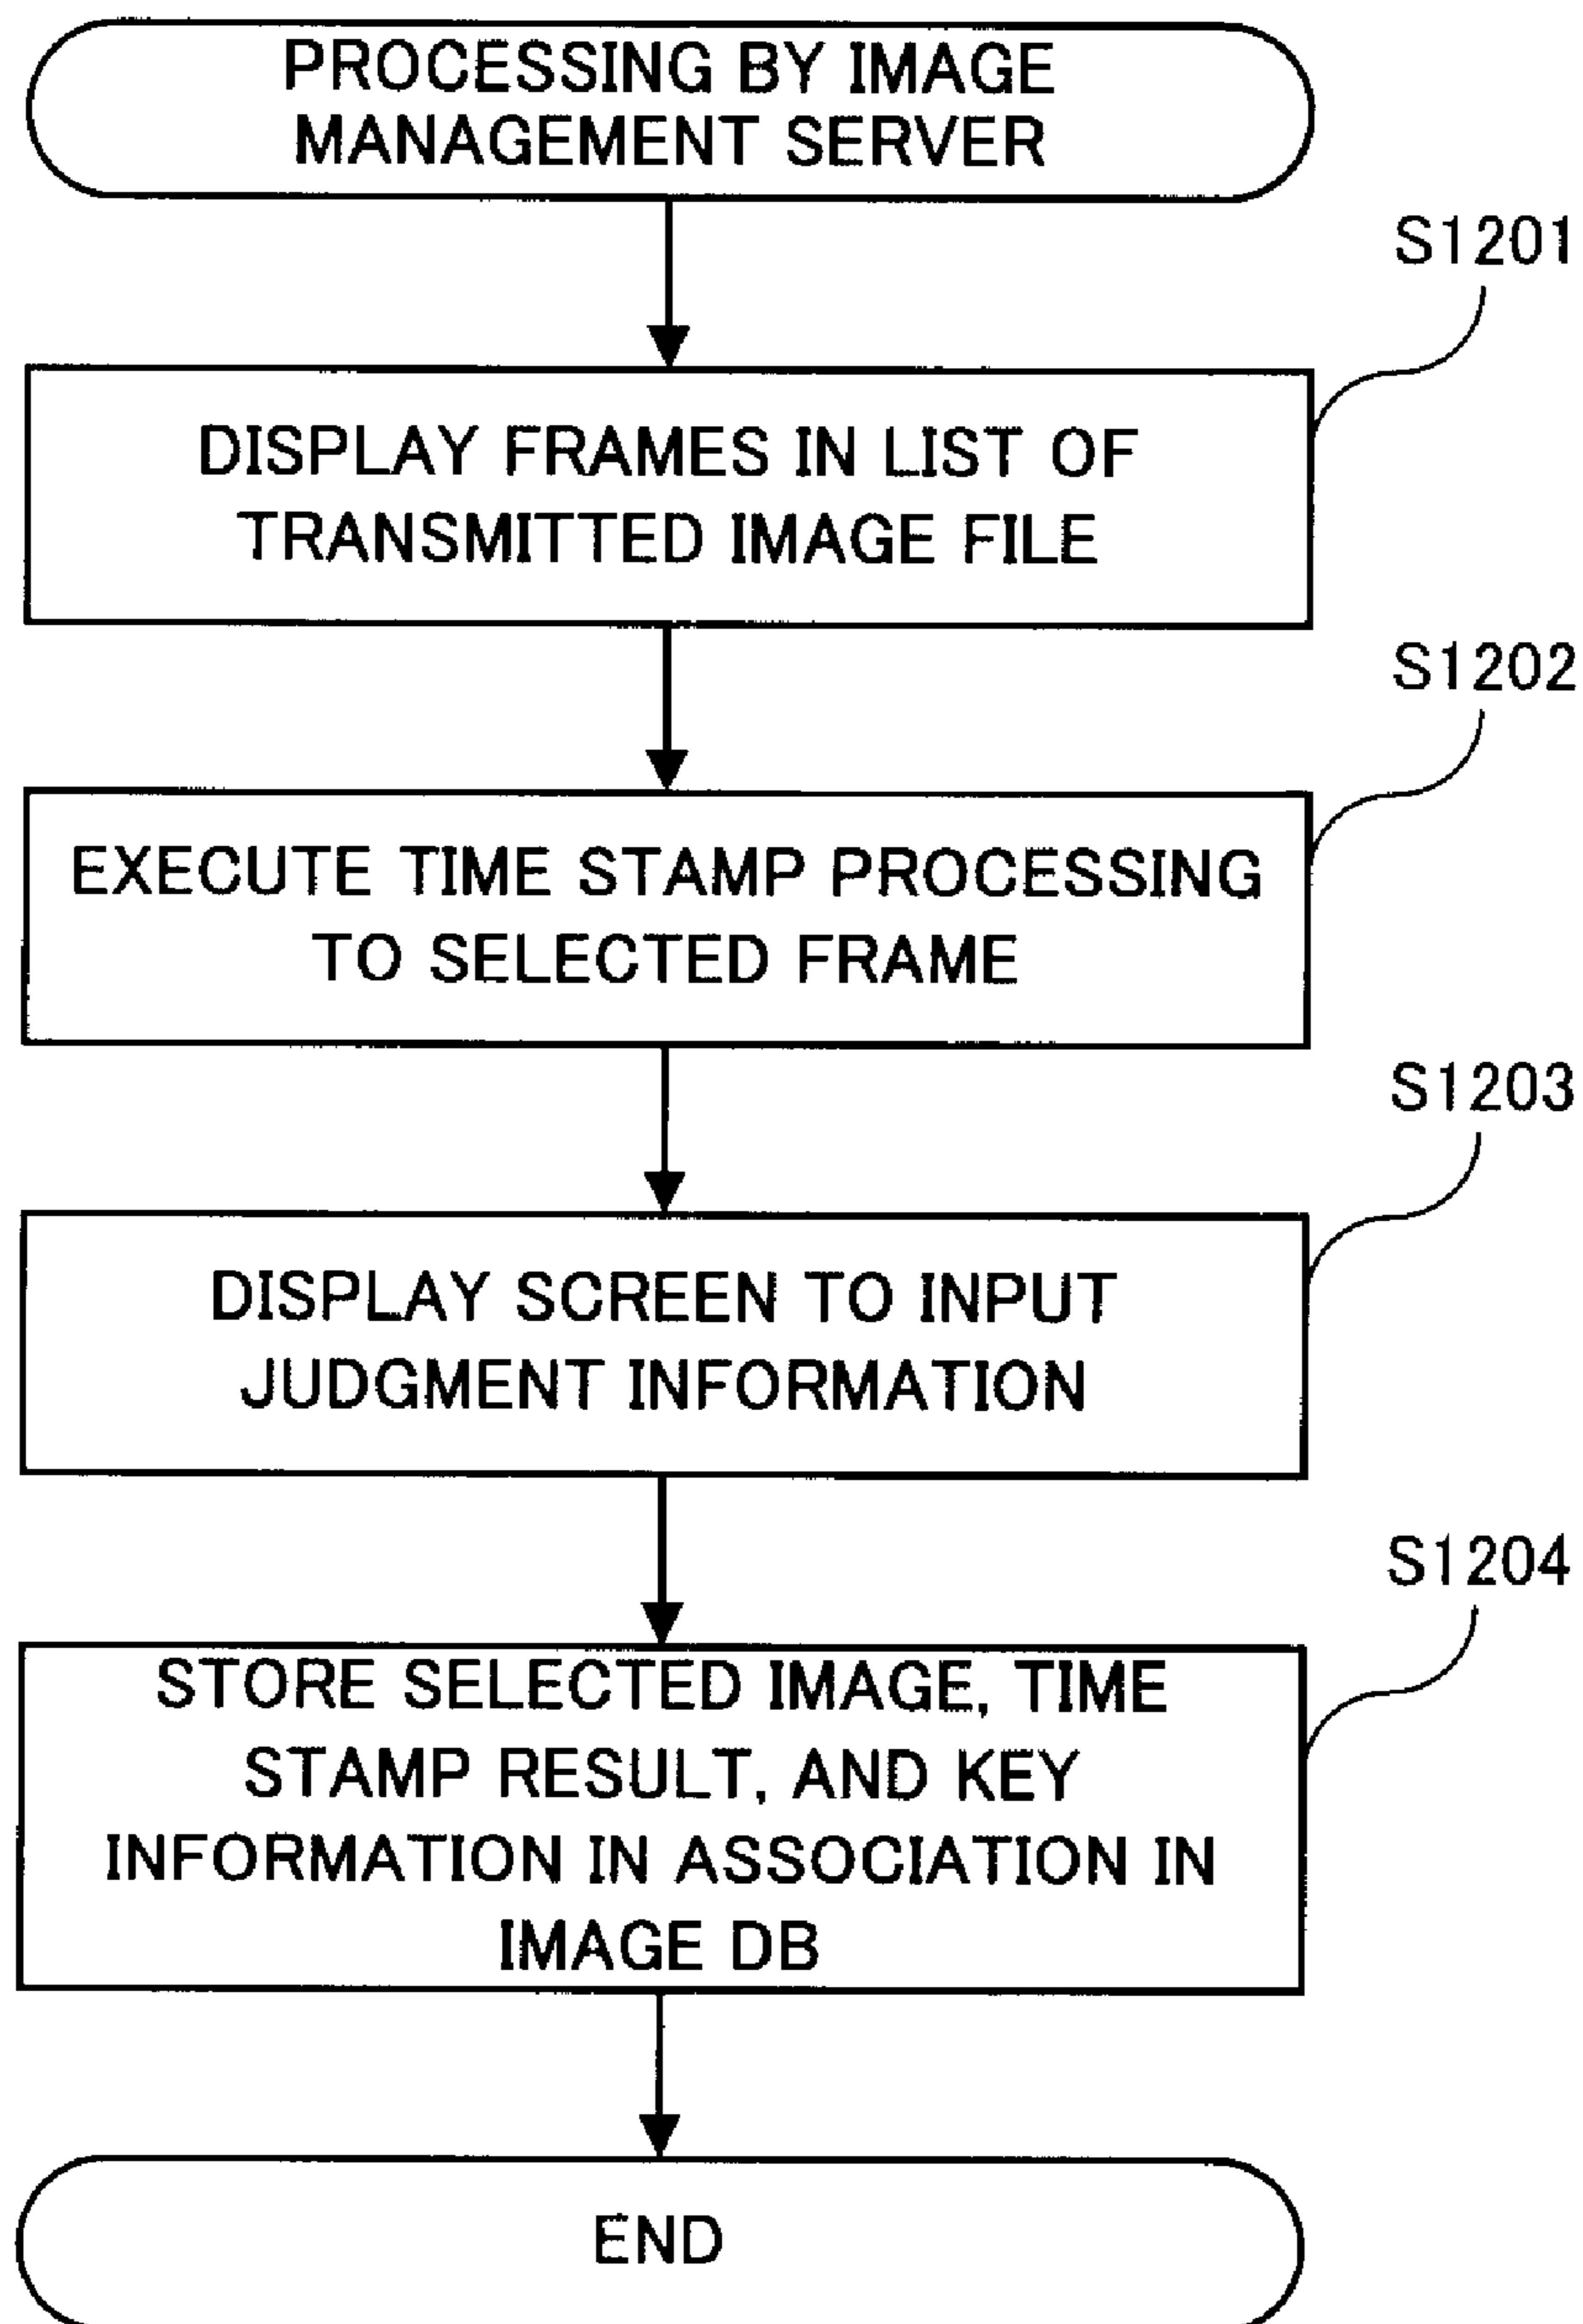 PROCESSING BY IMAGE
MANAGEMENT SERVER
S1201
DISPLAY FRAMES IN LIST OF
TRANSMITTED IMAGE FILE
S1202
EXECUTE TIME STAMP PROCESSING
TO SELECTED FRAME
S1203
DISPLAY SCREEN TO INPUT
JUDGMENT INFORMATION
S1204
STORE SELECTED IMAGE, TIME
STAMP RESULT, AND KEY
INFORMATION IN ASSOCIATION IN
IMAGE DB
END